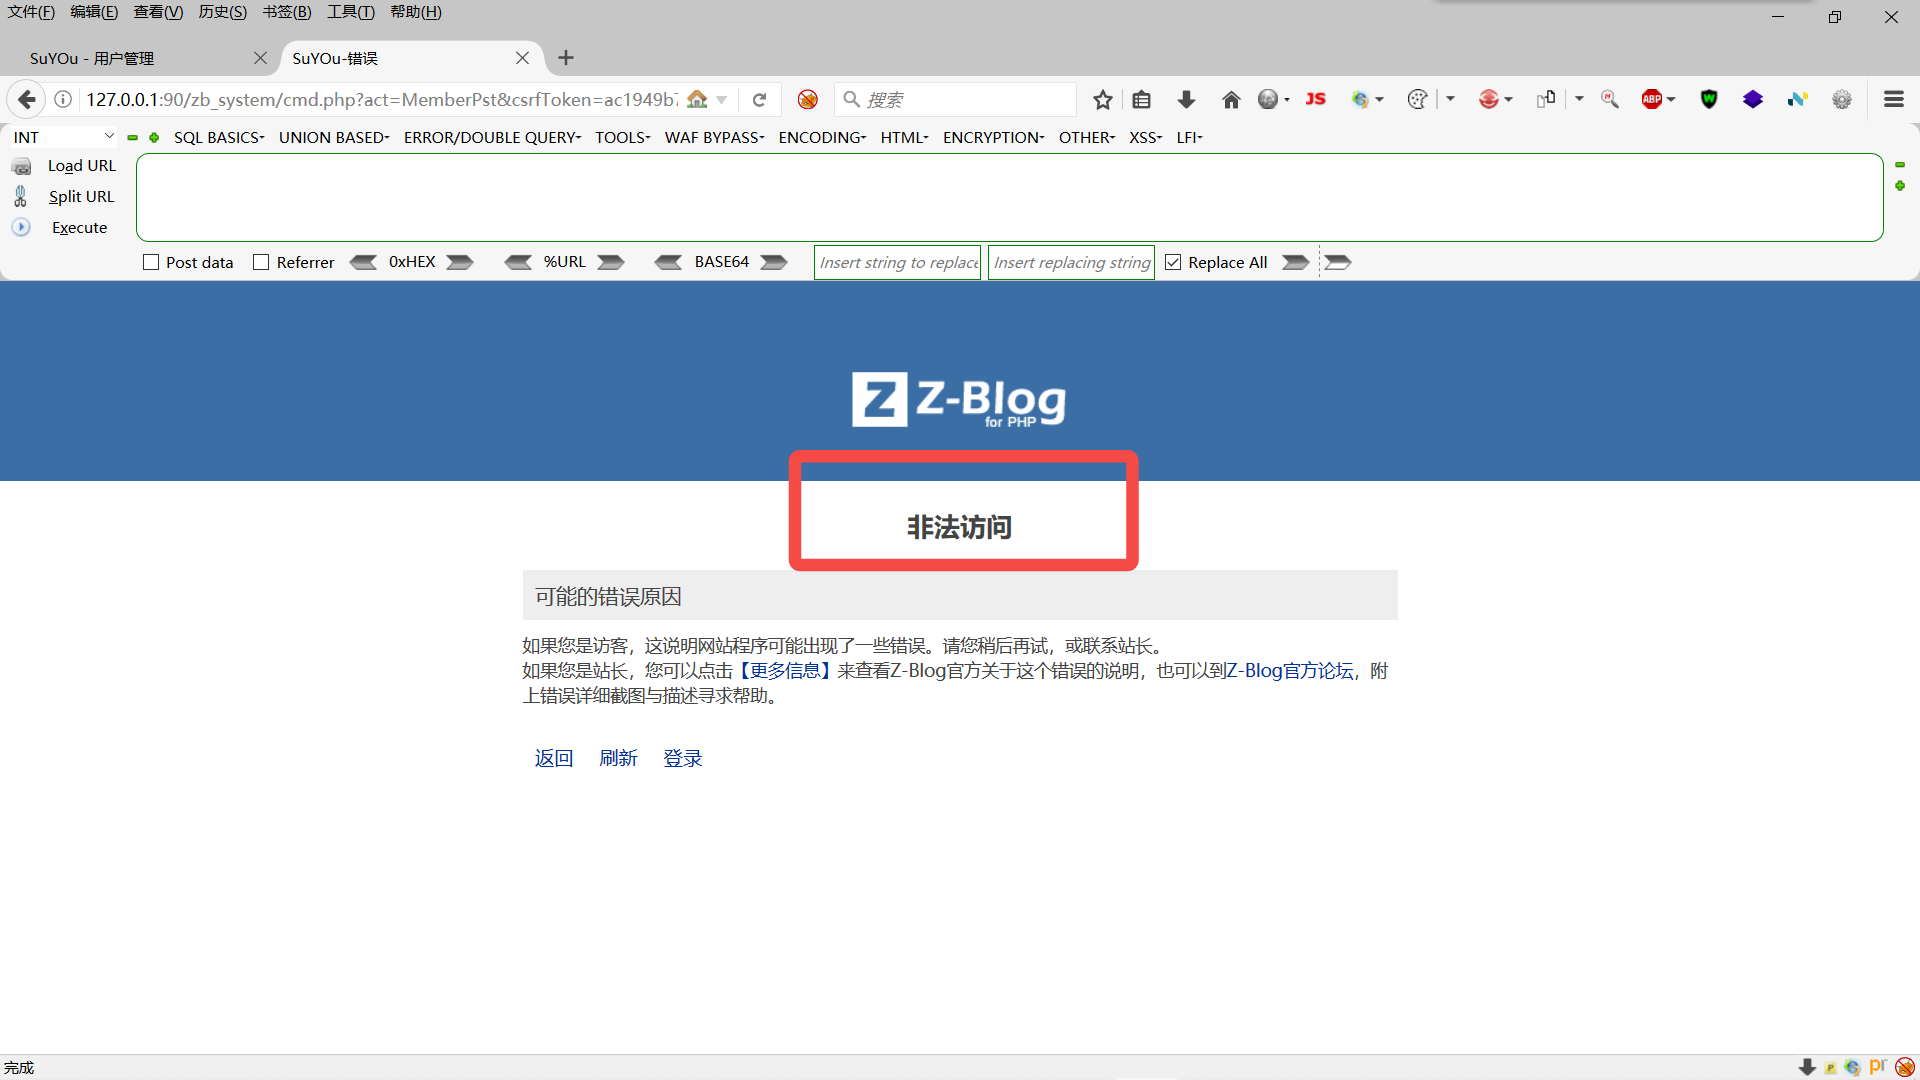 文件(F) 编辑(E) 查看(V) 历史(S) 书签(B) 工具(T) 帮助(H)
SuYOu - 用户管理 SuYOu-错误
127.0.0.1:90/zb_system/cmd.php?act=MemberPst&csrfToken=ac1949b7 搜索 JS ABP
INT SQL BASICS UNION BASED ERROR/DOUBLE QUERY TOOLS WAF BYPASS ENCODING HTML ENCRYPTION OTHER XSS LFI
Load URL
Split URL
Execute
Post data Referrer 0xHEX %URL BASE64 Insert string to replace Insert replacing string Replace All
Z Z-Blog
for PHP
非法访问
可能的错误原因
如果您是访客，这说明网站程序可能出现了一些错误。请您稍后再试，或联系站长。
如果您是站长，您可以点击【更多信息】来查看Z-Blog官方关于这个错误的说明，也可以到Z-Blog官方论坛，附
上错误详细截图与描述寻求帮助。
返回 刷新 登录
完成 pr